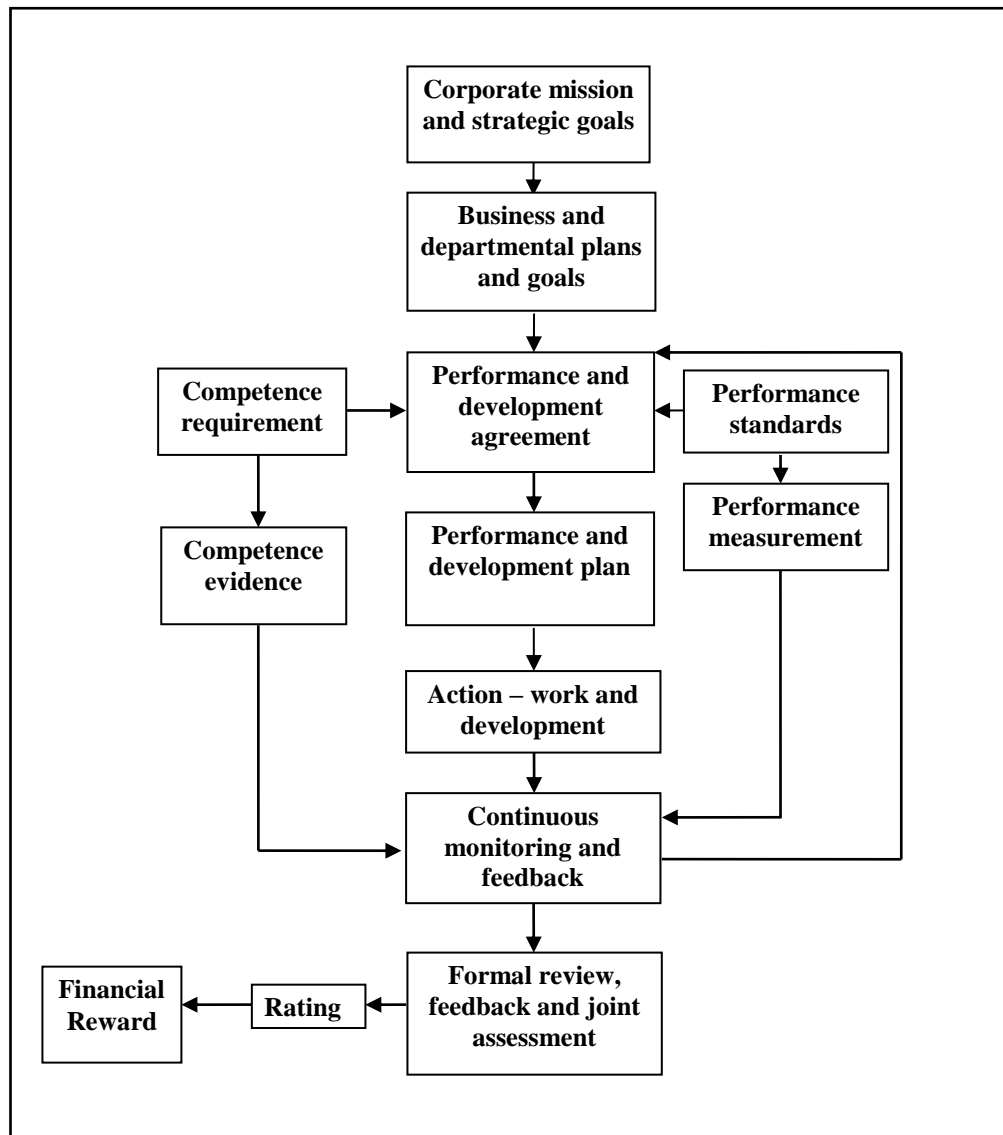 Corporate mission
and strategic goals
Business and
departmental plans
and goals
Competence
requirement
Performance and
development
agreement
Performance
standards
Competence
evidence
Performance and
development plan
Performance
measurement
Action – work and
development
Continuous
monitoring and
feedback
Financial
Reward
Rating
Formal review,
feedback and joint
assessment